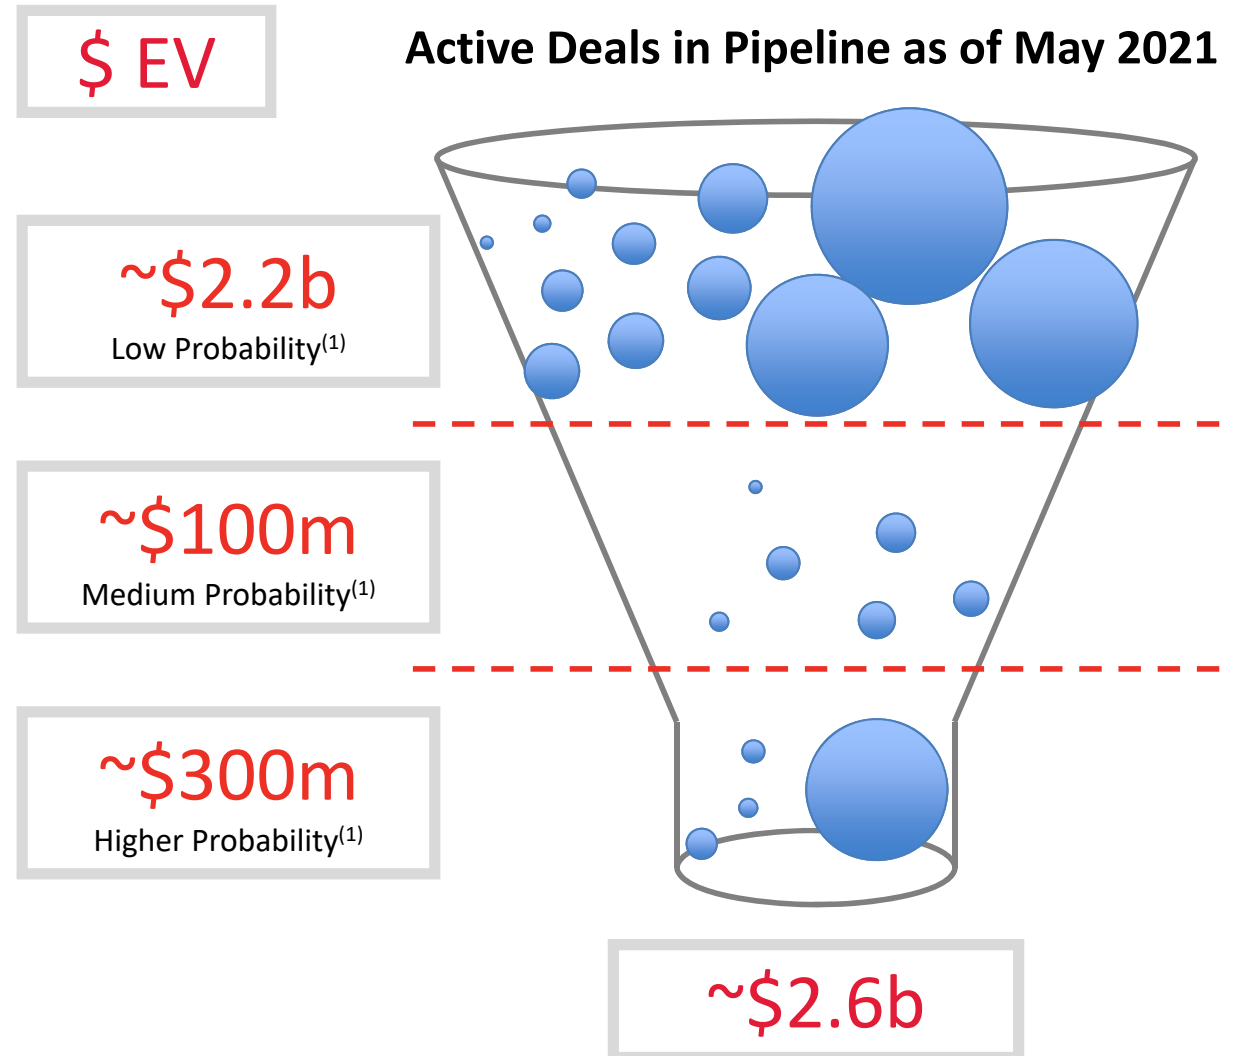 $ EV
Active Deals in Pipeline as of May 2021
~$2.2b
Low Probability(1)
~$100m
Medium Probability(1)
~$300m
Higher Probability(1)
~$2.6b